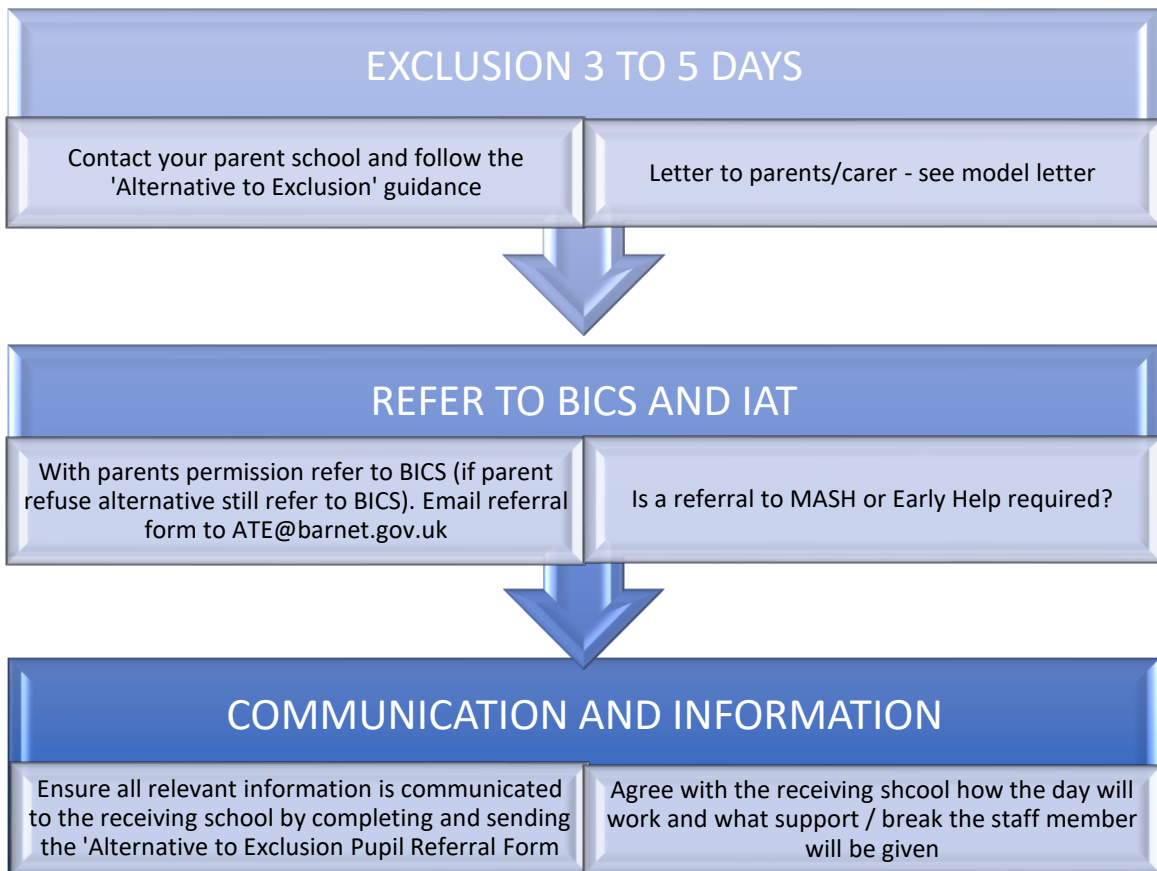 EXCLUSION 3 TO 5 DAYS
Contact your parent school and follow the
'Alternative to Exclusion' guidance
Letter to parents/carer - see model letter
REFER TO BICS AND IAT
With parents permission refer to BICS (if parent
refuse alternative still refer to BICS). Email referral
form to ATE@barnet.gov.uk
Is a referral to MASH or Early Help required?
COMMUNICATION AND INFORMATION
Ensure all relevant information is communicated
to the receiving school by completing and sending
the 'Alternative to Exclusion Pupil Referral Form
Agree with the receiving shcool how the day will
work and what support / break the staff member
will be given